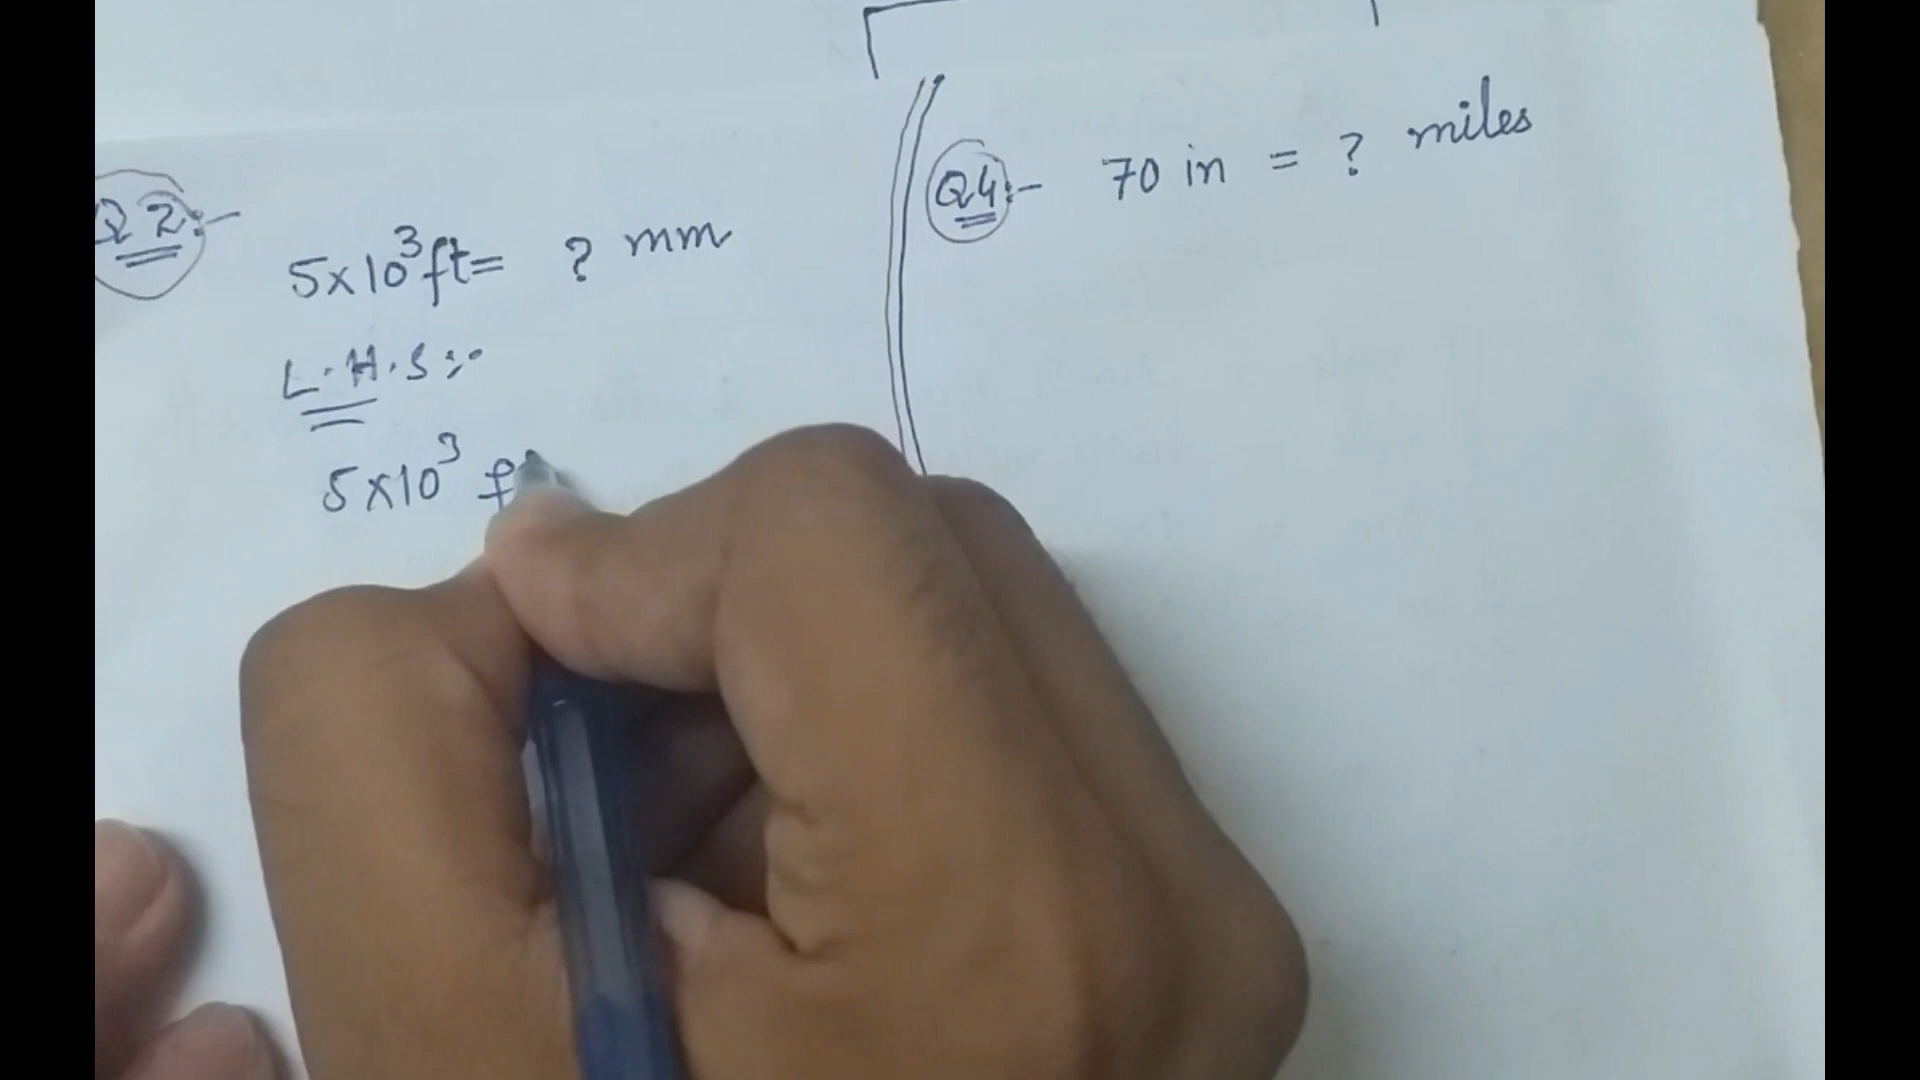 Q2:-
5x10³ft= ? mm
L.H.S:-
5x10³ f
Q4:- 70 in = ? miles